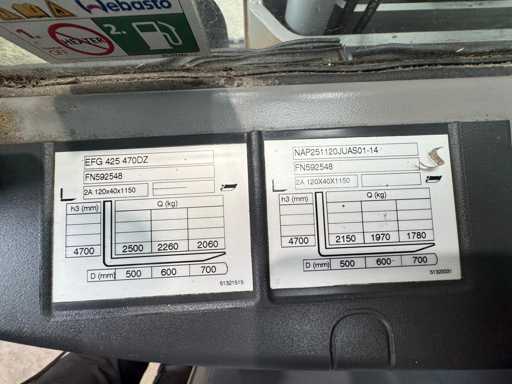 Webasto
1. HEATER 2.
EFG 425 470DZ
FN592548
2A 120x40x1150
h3 (mm) Q (kg)
4700 2500 2260 2060
D (mm) 500 600 700
51321515
NAP251120JUAS01-14
FN592548
2A 120X40X1150
h3 (mm) Q (kg)
4700 2150 1970 1780
D (mm) 500 600 700